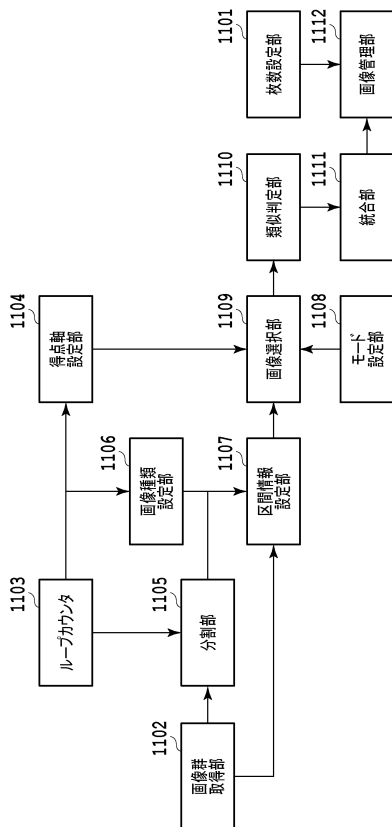 1101
枚数設定部
1112
画像管理部
1110
類似判定部
1111
統合部
1104
得点軸
設定部
1109
画像選択部
1108
モード
設定部
1106
画像種類
設定部
1107
区間情報
設定部
1103
ループカウンタ
1105
分割部
1102
画像群
取得部